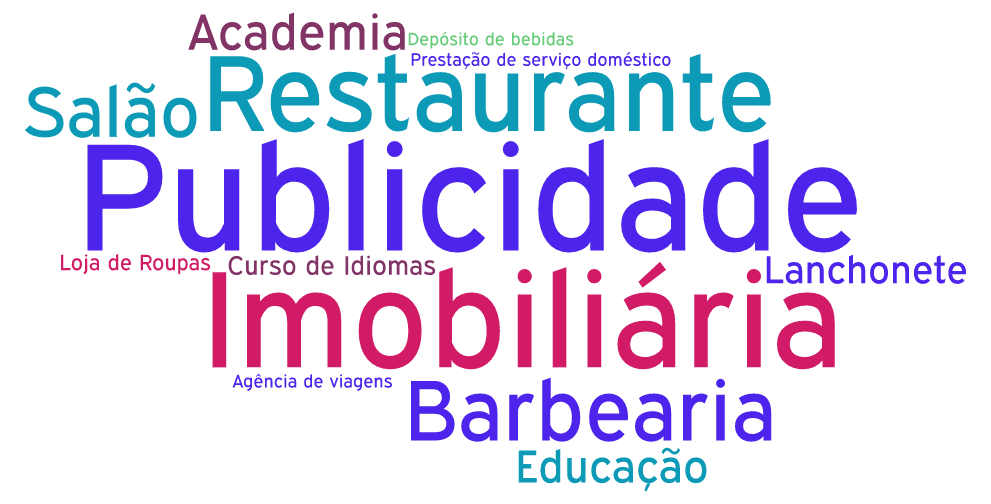 Academia
Depósito de bebidas
Prestação de serviço doméstico
Salão
Restaurante
Publicidade
Loja de Roupas
Curso de Idiomas
Lanchonete
Imobiliária
Agência de viagens
Barbearia
Educação